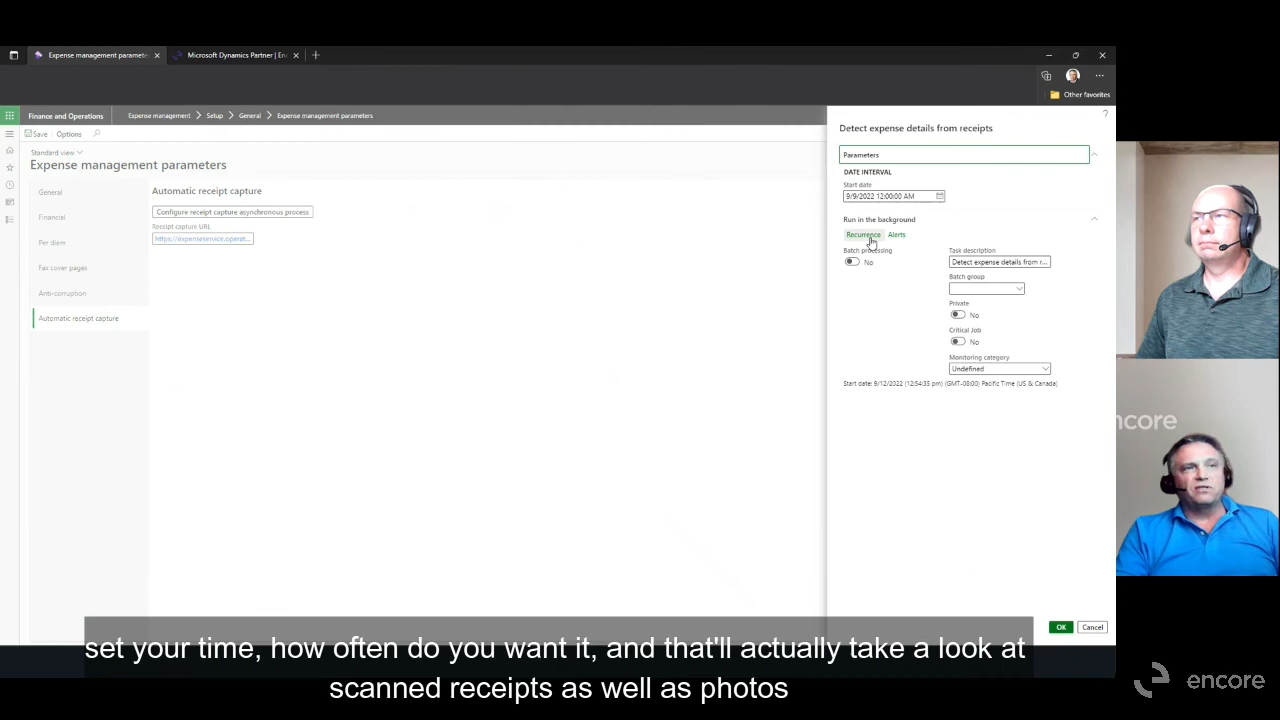 Expense management paramete
Microsoft Dynamics Partner | En
Other favorites
Finance and Operations
Expense management > Setup > General > Expense management parameters
Save Options
Standard view
Expense management parameters
General
Financial
Per diem
Fax cover pages
Anti-corruption
Automatic receipt capture
Automatic receipt capture
Configure receipt capture asynchronous process
Receipt capture URL
https://expenseservice.operat...
?
Detect expense details from receipts
Parameters
DATE INTERVAL
Start date
9/9/2022 12:00:00 AM
Run in the background
Recurrence Alerts
Batch processing
No
Task description
Detect expense details from r...
Batch group
Private
No
Critical Job
No
Monitoring category
Undefined
Start date: 9/12/2022 (12:54:35 pm) (GMT-08:00) Pacific Time (US & Canada)
OK Cancel
encore
set your time, how often do you want it, and that'll actually take a look at
scanned receipts as well as photos
encore